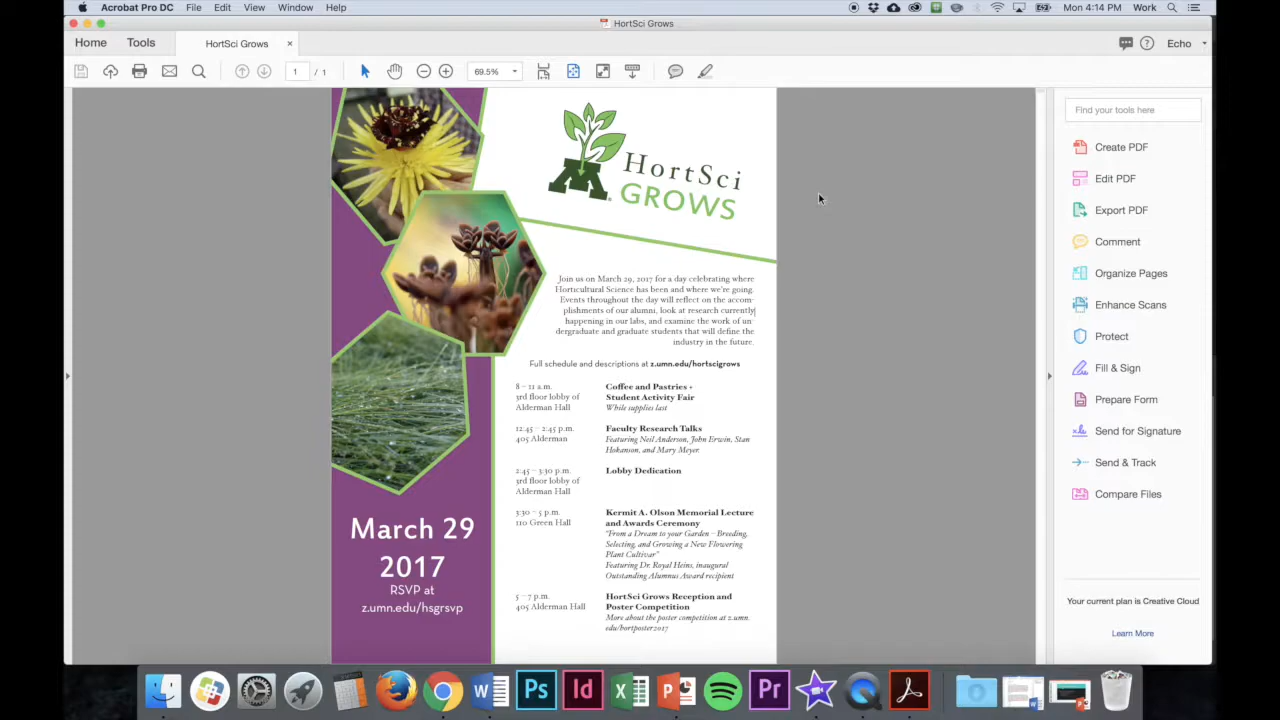 Acrobat Pro DC File Edit View Window Help Mon 4:14 PM Work
HortSci Grows
Home Tools HortSci Grows × Echo
1 / 1 69.5%
Find your tools here
Create PDF
Edit PDF
Export PDF
Comment
Organize Pages
Enhance Scans
Protect
Fill & Sign
Prepare Form
Send for Signature
Send & Track
Compare Files
Your current plan is Creative Cloud
Learn More
HortSci
GROWS
Join us on March 29, 2017 for a day celebrating where
Horticultural Science has been and where we're going.
Events throughout the day will reflect on the accom-
plishments of our alumni, look at research currently
happening in our labs, and examine the work of un-
dergraduate and graduate students that will define the
industry in the future.
Full schedule and descriptions at z.umn.edu/hortscigrows
8 – 11 a.m.
3rd floor lobby of
Alderman Hall
Coffee and Pastries +
Student Activity Fair
While supplies last
12:45 – 2:45 p.m.
405 Alderman
Faculty Research Talks
Featuring Neil Anderson, John Erwin, Stan
Hokanson, and Mary Meyer.
2:45 – 3:30 p.m.
3rd floor lobby of
Alderman Hall
Lobby Dedication
3:30 – 5 p.m.
110 Green Hall
Kermit A. Olson Memorial Lecture
and Awards Ceremony
"From a Dream to your Garden – Breeding,
Selecting, and Growing a New Flowering
Plant Cultivar"
Featuring Dr. Royal Heins, inaugural
Outstanding Alumnus Award recipient
5 – 7 p.m.
405 Alderman Hall
HortSci Grows Reception and
Poster Competition
More about the poster competition at z.umn.
edu/hortposter2017
March 29
2017
RSVP at
z.umn.edu/hsgrsvp
Ps Id Pr